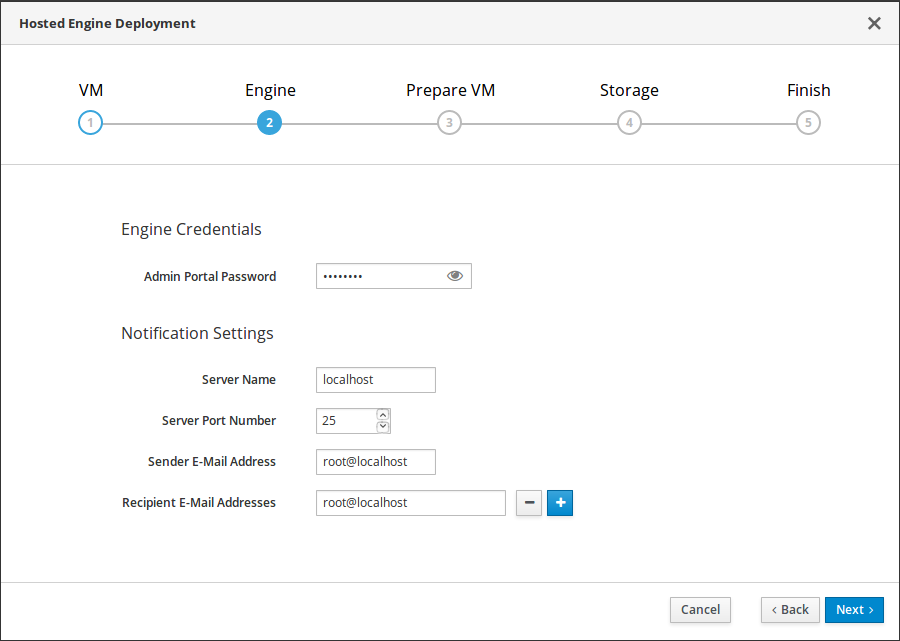 Hosted Engine Deployment
VM Engine Prepare VM Storage Finish
1 2 3 4 5
Engine Credentials
Admin Portal Password ••••••••
Notification Settings
Server Name localhost
Server Port Number 25
Sender E-Mail Address root@localhost
Recipient E-Mail Addresses root@localhost
Cancel ‹ Back Next ›